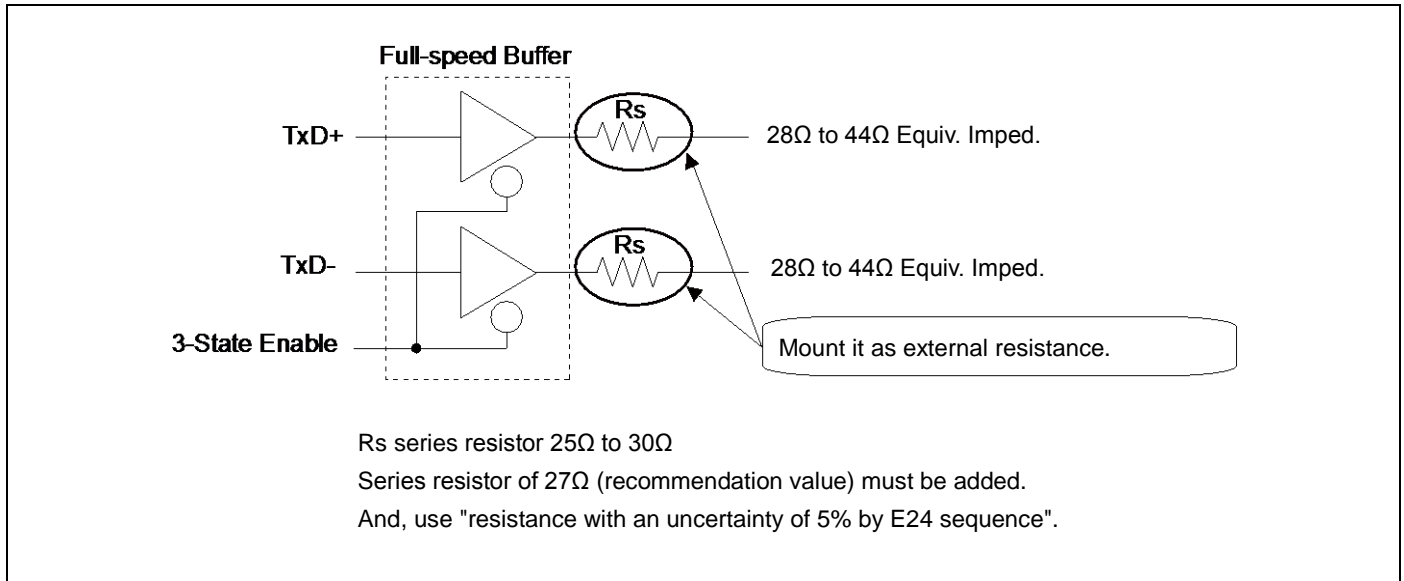 Full-speed Buffer
Rs
TxD+
28Ω to 44Ω Equiv. Imped.
Rs
TxD-
28Ω to 44Ω Equiv. Imped.
3-State Enable
Mount it as external resistance.
Rs series resistor 25Ω to 30Ω
Series resistor of 27Ω (recommendation value) must be added.
And, use "resistance with an uncertainty of 5% by E24 sequence".